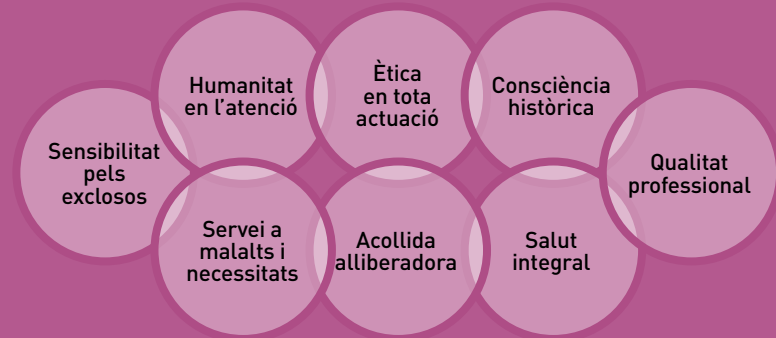 Humanitat
en l'atenció
Ètica
en tota
actuació
Consciència
històrica
Sensibilitat
pels
exclosos
Qualitat
professional
Servei a
malalts i
necessitats
Acollida
alliberadora
Salut
integral